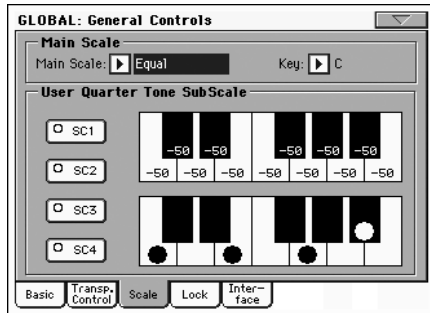 GLOBAL: General Controls
Main Scale
Main Scale: Equal Key: C
User Quarter Tone SubScale
SC1
-50 -50 -50 -50 -50
SC2
-50 -50 -50 -50 -50 -50 -50
SC3
SC4
Basic Transp. Control Scale Lock Inter-face